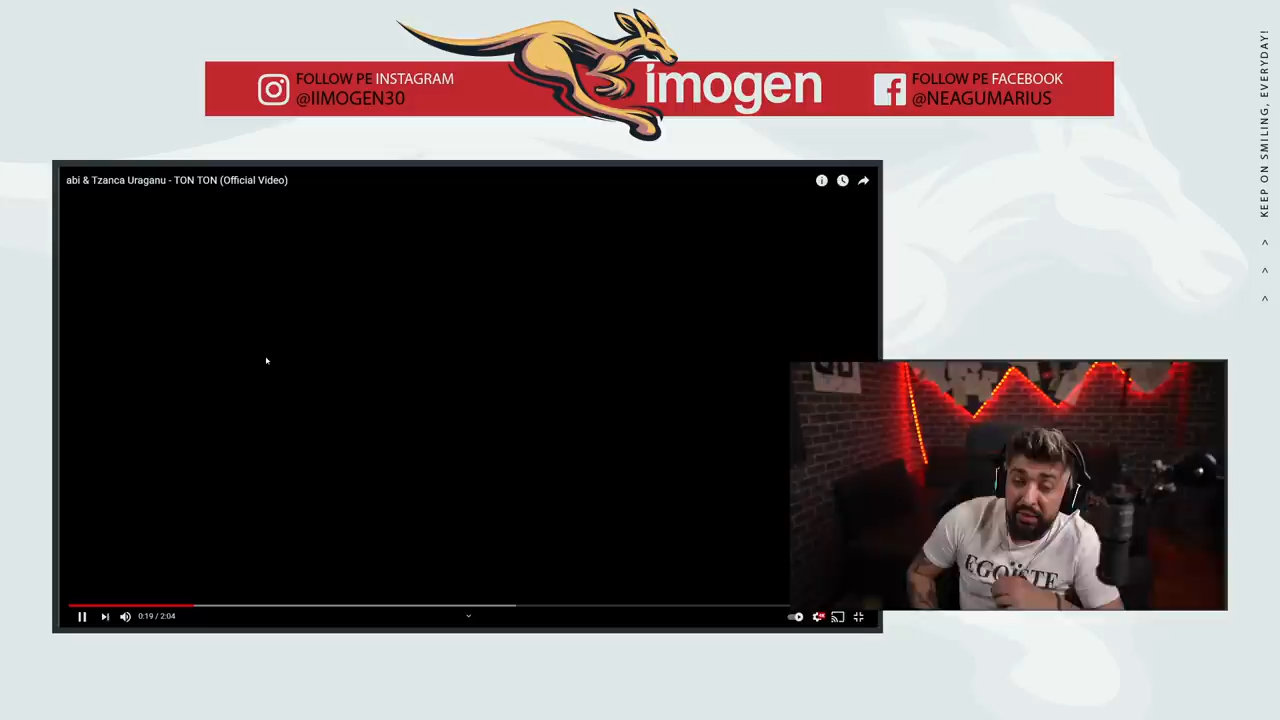 FOLLOW PE INSTAGRAM
@IIMOGEN30
imogen
FOLLOW PE FACEBOOK
@NEAGUMARIUS
KEEP ON SMILING, EVERYDAY!
> > >
abi & Tzanca Uraganu - TON TON (Official Video)
0:19 / 2:04
EGOÏSTE